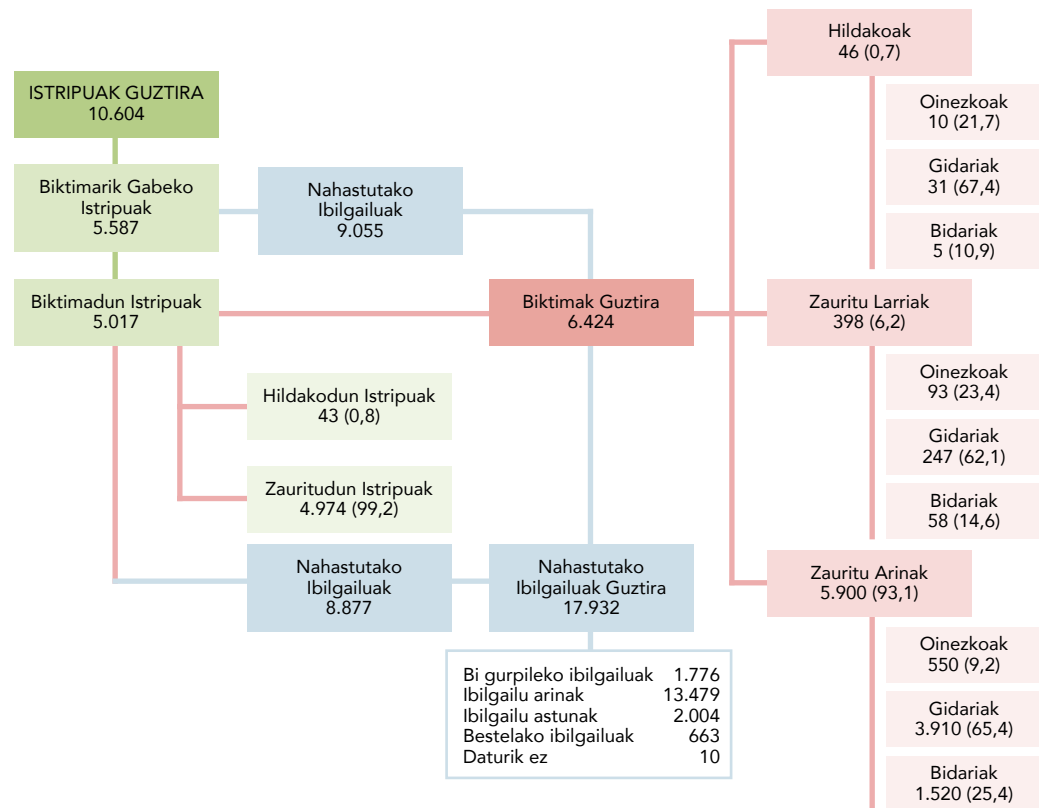 ISTRIPUAK GUZTIRA
10.604
Biktimarik Gabeko
Istripuak
5.587
Nahastutako
Ibilgailuak
9.055
Biktimadun Istripuak
5.017
Biktimak Guztira
6.424
Hildakodun Istripuak
43 (0,8)
Zauritudun Istripuak
4.974 (99,2)
Nahastutako
Ibilgailuak
8.877
Nahastutako
Ibilgailuak Guztira
17.932
Bi gurpileko ibilgailuak 1.776
Ibilgailu arinak 13.479
Ibilgailu astunak 2.004
Bestelako ibilgailuak 663
Daturik ez 10
Hildakoak
46 (0,7)
Oinezkoak
10 (21,7)
Gidariak
31 (67,4)
Bidariak
5 (10,9)
Zauritu Larriak
398 (6,2)
Oinezkoak
93 (23,4)
Gidariak
247 (62,1)
Bidariak
58 (14,6)
Zauritu Arinak
5.900 (93,1)
Oinezkoak
550 (9,2)
Gidariak
3.910 (65,4)
Bidariak
1.520 (25,4)